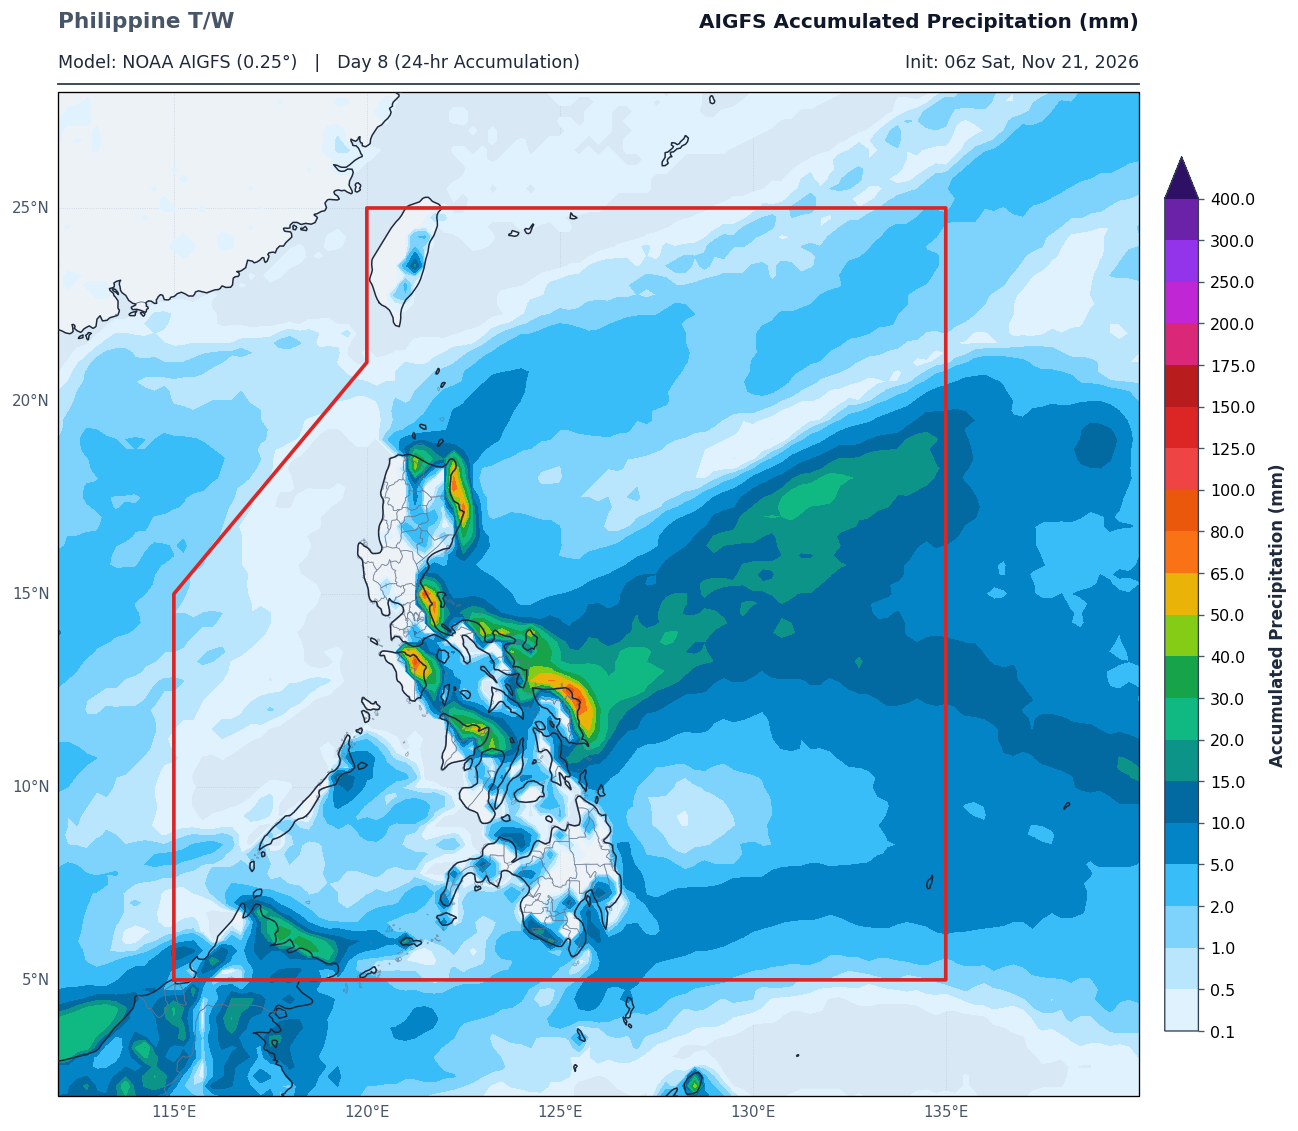 Philippine T/W
AIGFS Accumulated Precipitation (mm)
Model: NOAA AIGFS (0.25°) | Day 8 (24-hr Accumulation)
Init: 06z Sat, Nov 21, 2026
25°N
20°N
15°N
10°N
5°N
115°E
120°E
125°E
130°E
135°E
400.0
300.0
250.0
200.0
175.0
150.0
125.0
100.0
80.0
65.0
50.0
40.0
30.0
20.0
15.0
10.0
5.0
2.0
1.0
0.5
0.1
Accumulated Precipitation (mm)